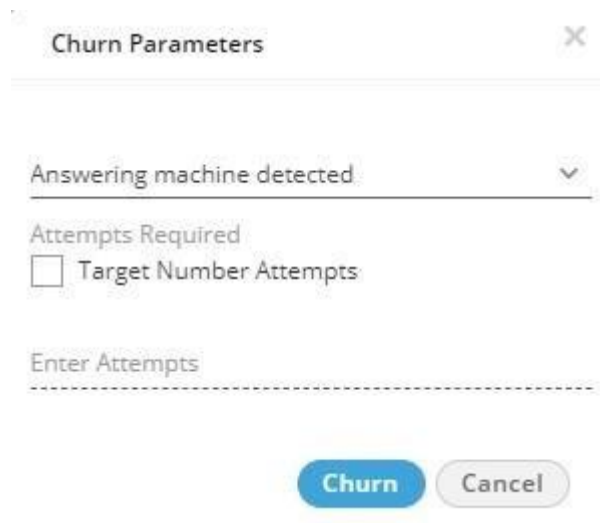 Churn Parameters
Answering machine detected
Attempts Required
Target Number Attempts
Enter Attempts
Churn Cancel